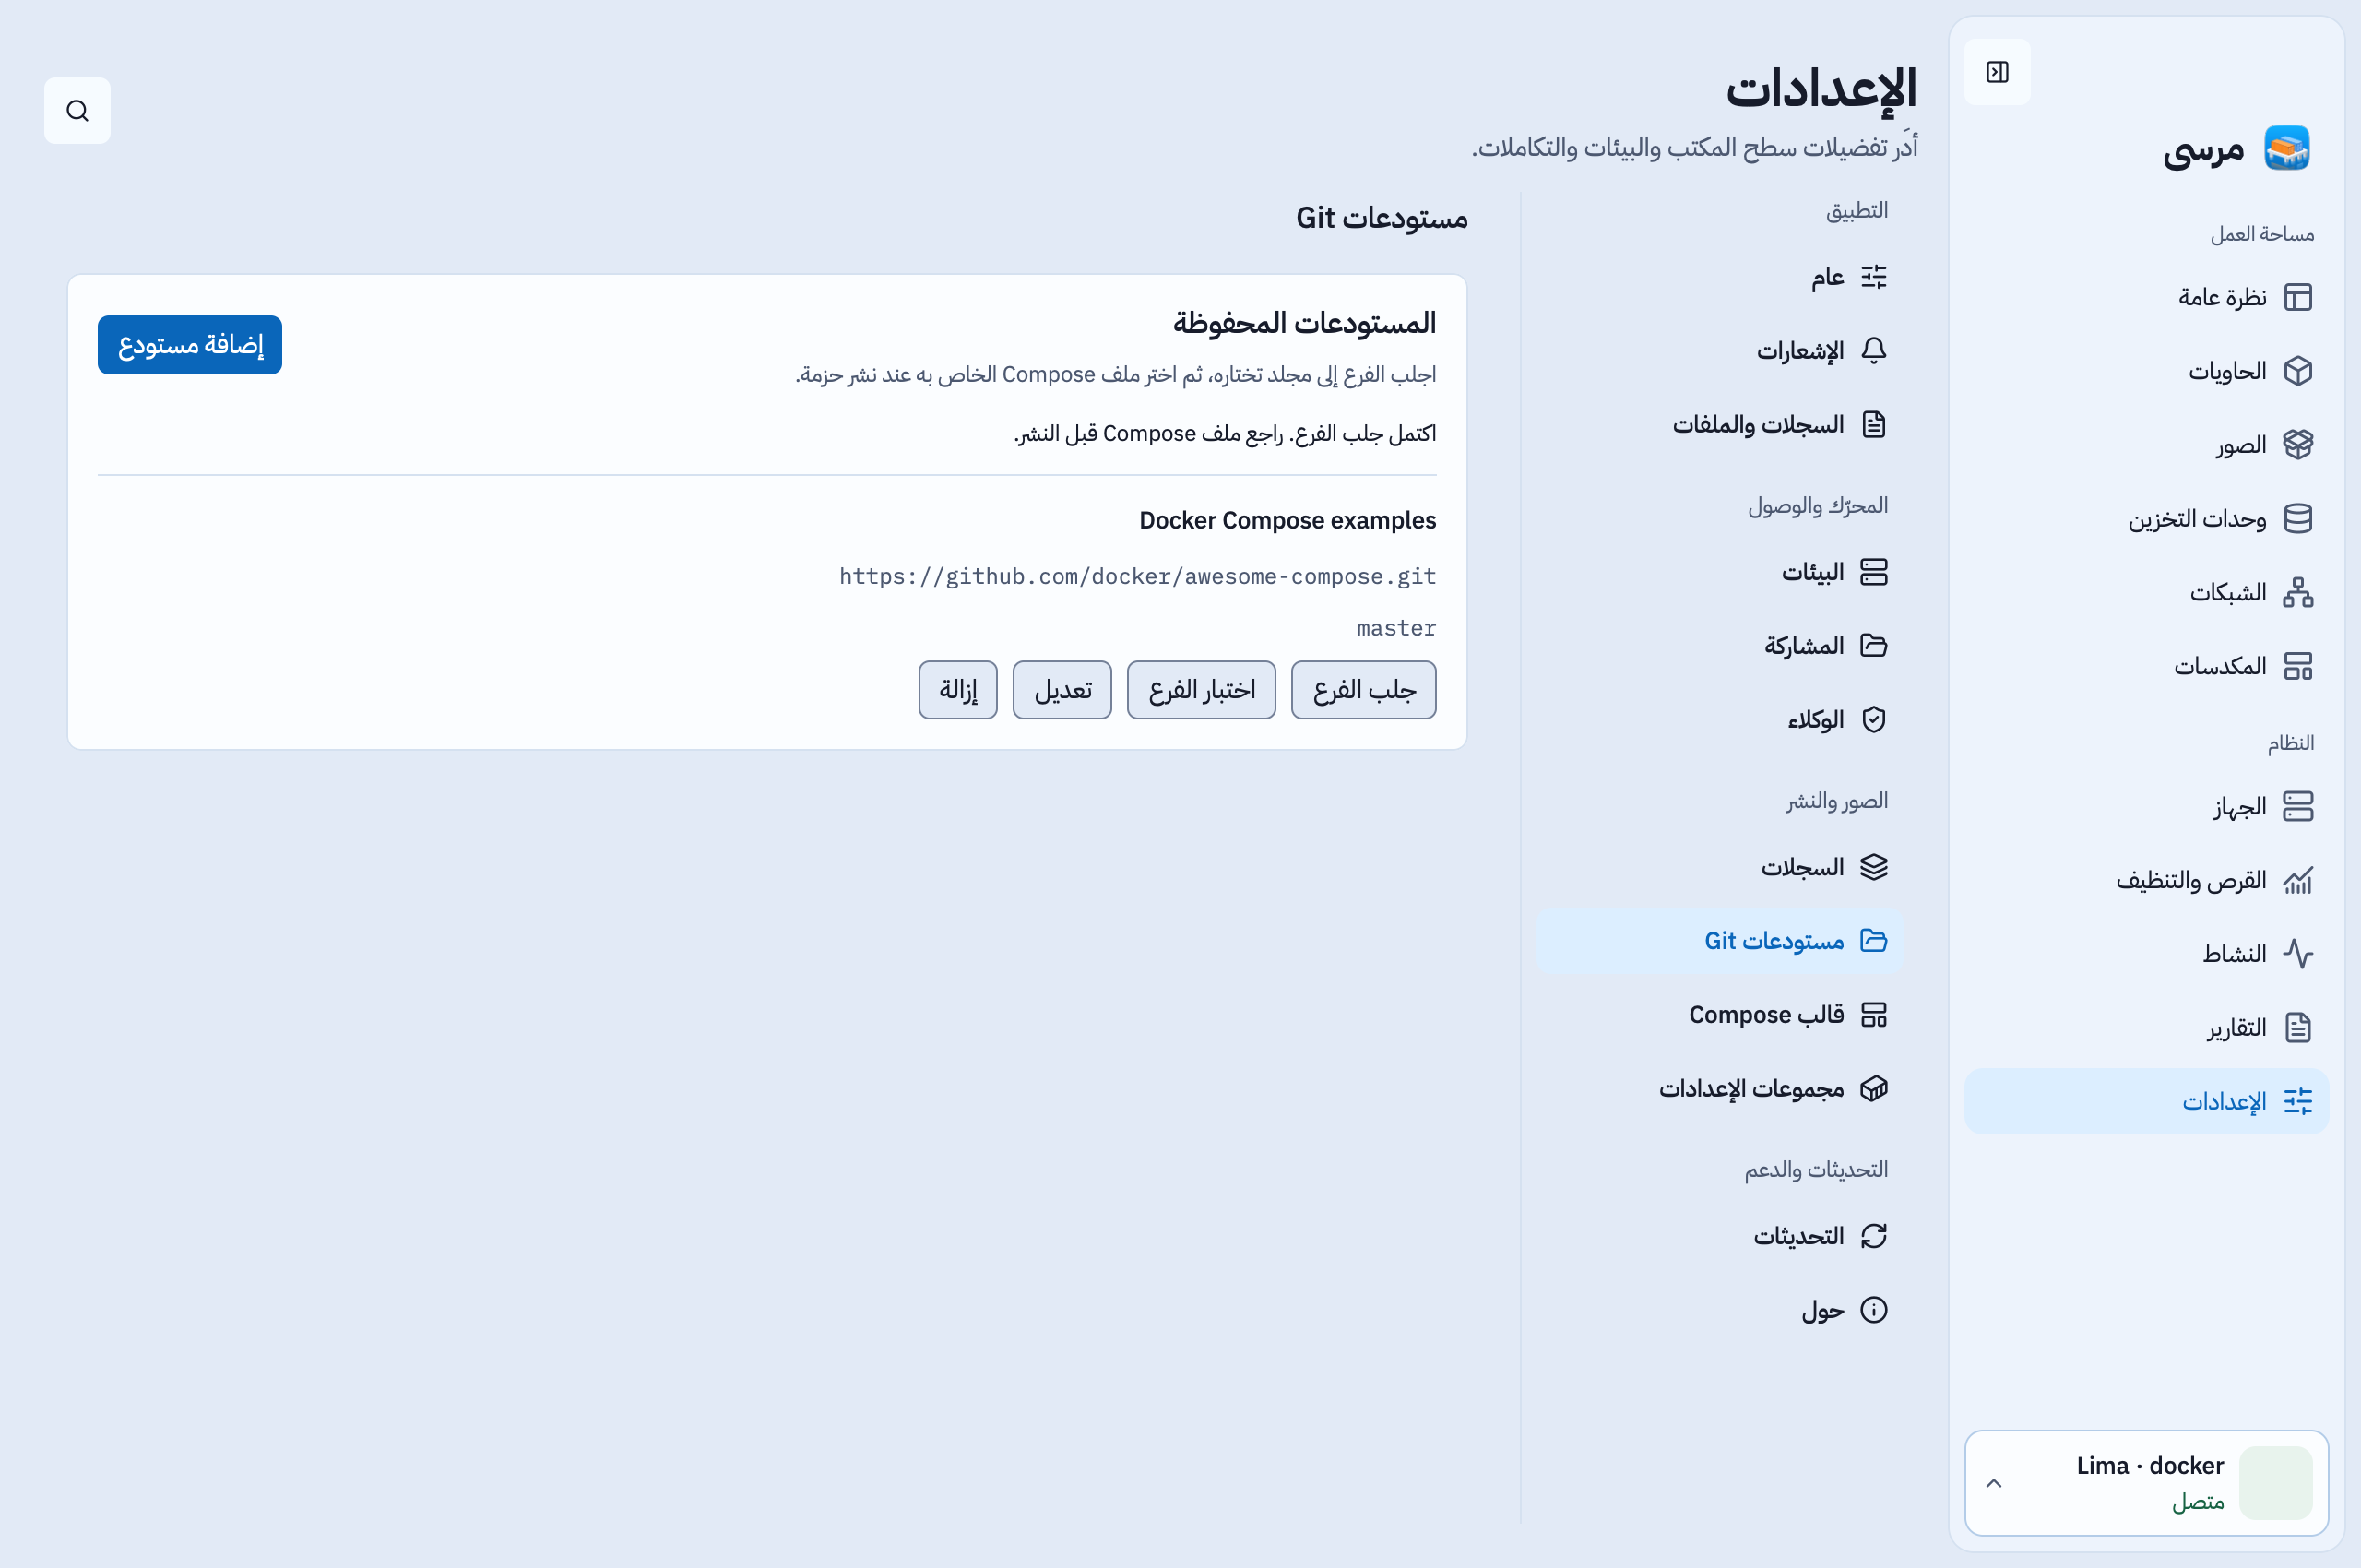 مرسى
مساحة العمل
نظرة عامة
الحاويات
الصور
وحدات التخزين
الشبكات
المكدسات
النظام
الجهاز
القرص والتنظيف
النشاط
التقارير
الإعدادات
Lima · docker
متصل
الإعدادات
أدَر تفضيلات سطح المكتب والبيئات والتكاملات.
التطبيق
عام
الإشعارات
السجلات والملفات
المحرّك والوصول
البيئات
المشاركة
الوكلاء
الصور والنشر
السجلات
مستودعات Git
قالب Compose
مجموعات الإعدادات
التحديثات والدعم
التحديثات
حول
مستودعات Git
المستودعات المحفوظة
إضافة مستودع
اجلب الفرع إلى مجلد تختاره، ثم اختر ملف Compose الخاص به عند نشر حزمة.
اكتمل جلب الفرع. راجع ملف Compose قبل النشر.
Docker Compose examples
https://github.com/docker/awesome-compose.git
master
جلب الفرع
اختبار الفرع
تعديل
إزالة